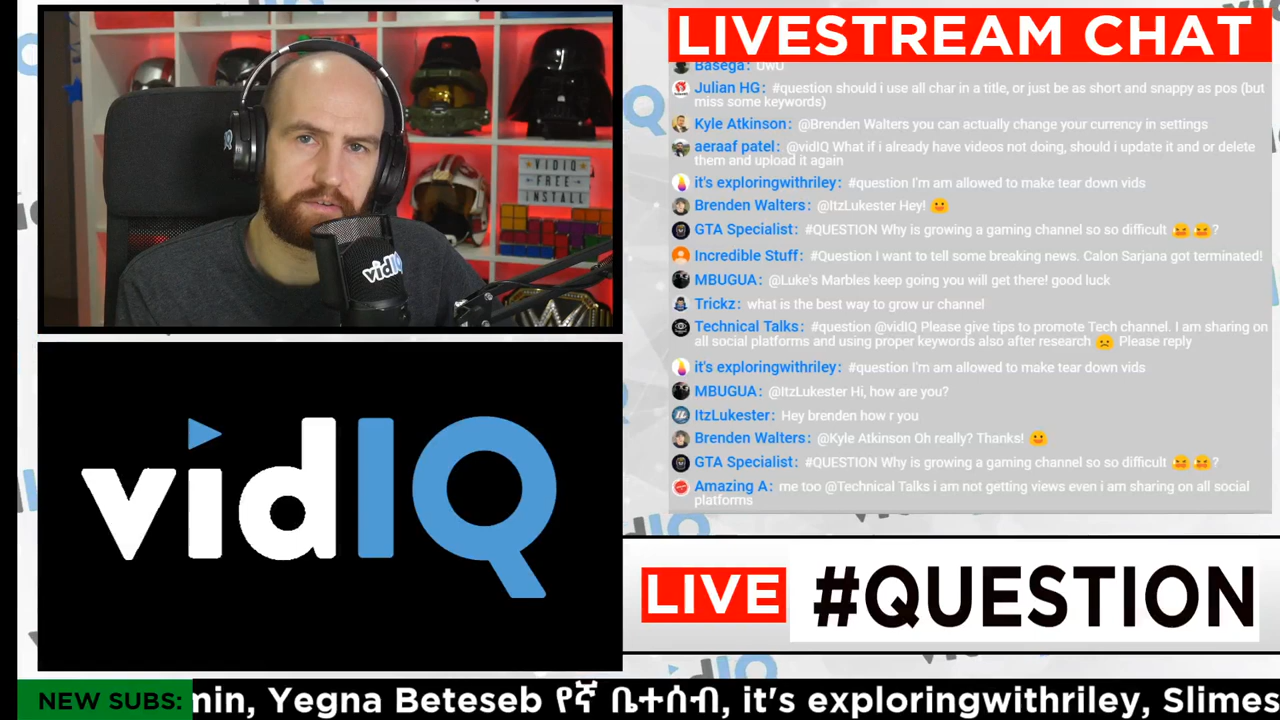 LIVESTREAM CHAT
Basega: UwU
Julian HG: #question should i use all char in a title, or just be as short and snappy as pos (but
miss some keywords)
Kyle Atkinson: @Brenden Walters you can actually change your currency in settings
aeraaf patel: @vidIQ What if i already have videos not doing, should i update it and or delete
them and upload it again
it's exploringwithriley: #question I'm am allowed to make tear down vids
Brenden Walters: @ItzLukester Hey! 😀
GTA Specialist: #QUESTION Why is growing a gaming channel so so difficult 😝 😝 ?
Incredible Stuff: #Question I want to tell some breaking news. Calon Sarjana got terminated!
MBUGUA: @Luke's Marbles keep going you will get there! good luck
Trickz: what is the best way to grow ur channel
Technical Talks: #question @vidIQ Please give tips to promote Tech channel. I am sharing on
all social platforms and using proper keywords also after research ☹️ Please reply
it's exploringwithriley: #question I'm am allowed to make tear down vids
MBUGUA: @ItzLukester Hi, how are you?
ItzLukester: Hey brenden how r you
Brenden Walters: @Kyle Atkinson Oh really? Thanks! 😀
GTA Specialist: #QUESTION Why is growing a gaming channel so so difficult 😝 😝 ?
Amazing A: me too @Technical Talks i am not getting views even i am sharing on all social
platforms
VIDIQ
FREE
INSTALL
vidIQ
vidIQ
LIVE #QUESTION
NEW SUBS: min, Yegna Beteseb የኛ ቤተሰብ, it's exploringwithriley, Slimes